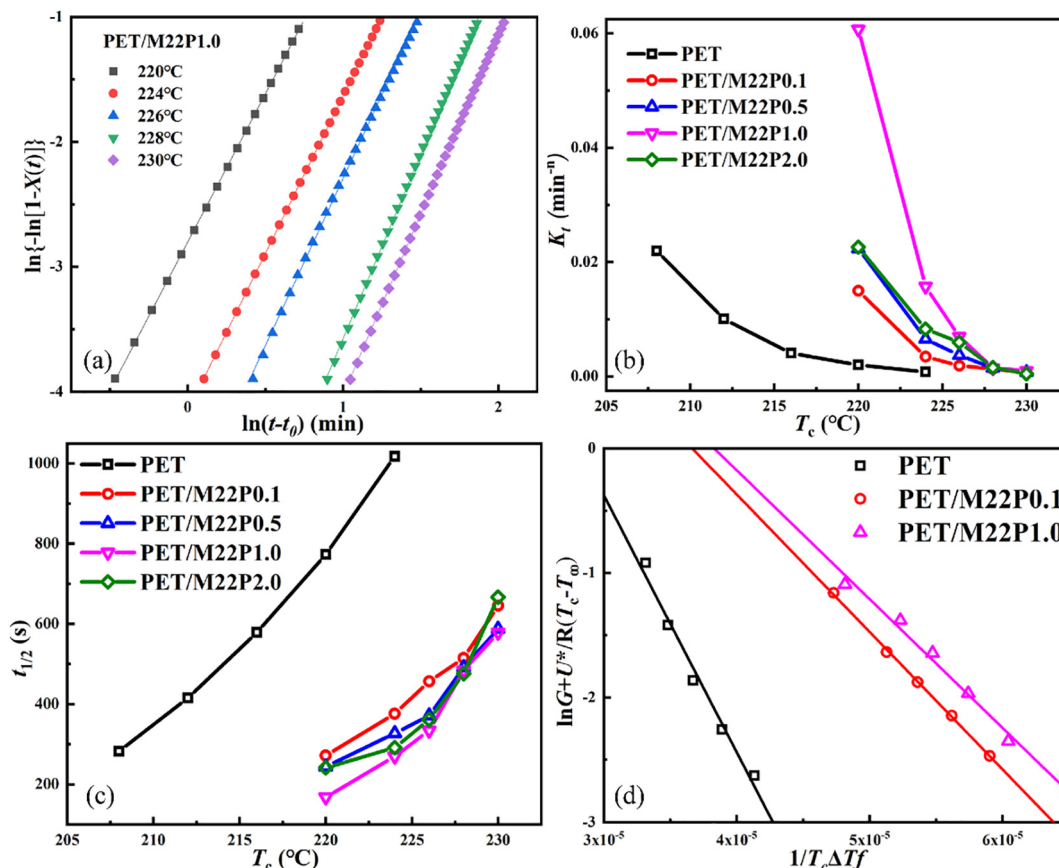 -1
-2
-3
-4
ln{-ln[1-X(t)]}
PET/M22P1.0
220°C
224°C
226°C
228°C
230°C
(a)
0
1
2
ln(t-t₀) (min)
0.06
0.04
0.02
0.00
Kₜ (min⁻ⁿ)
PET
PET/M22P0.1
PET/M22P0.5
PET/M22P1.0
PET/M22P2.0
(b)
205
210
215
220
225
230
T_c (°C)
1000
800
600
400
200
t₁/₂ (s)
PET
PET/M22P0.1
PET/M22P0.5
PET/M22P1.0
PET/M22P2.0
(c)
205
210
215
220
225
230
T_c (°C)
0
-1
-2
-3
lnG+U*/R(T_c-T_∞)
PET
PET/M22P0.1
PET/M22P1.0
(d)
3x10⁻⁵
4x10⁻⁵
5x10⁻⁵
6x10⁻⁵
1/T_cΔTf